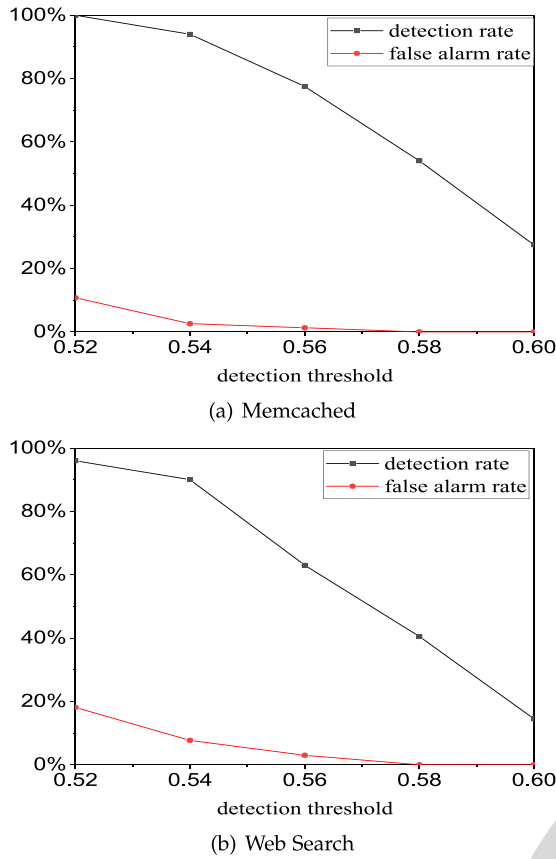 100%
detection rate
false alarm rate
80%
60%
40%
20%
0%
0.52 0.54 0.56 0.58 0.60
detection threshold
(a) Memcached
100%
detection rate
false alarm rate
80%
60%
40%
20%
0%
0.52 0.54 0.56 0.58 0.60
detection threshold
(b) Web Search